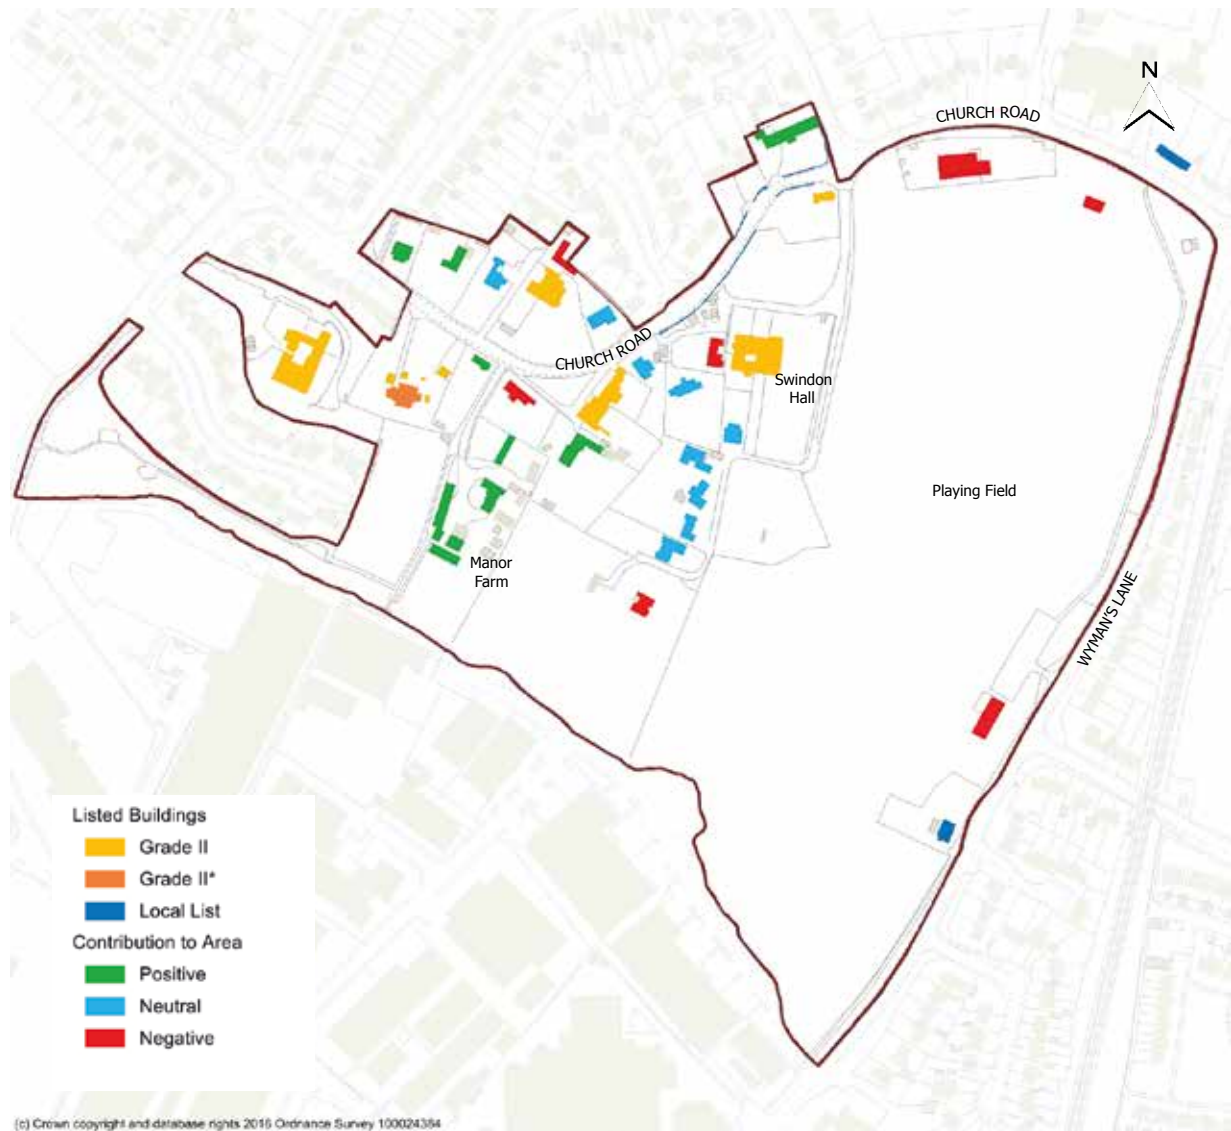 N
CHURCH ROAD
CHURCH ROAD
Swindon
Hall
Playing Field
Manor
Farm
WYMAN'S LANE
Listed Buildings
Grade II
Grade II*
Local List
Contribution to Area
Positive
Neutral
Negative
(c) Crown copyright and database rights 2016 Ordnance Survey 100024384